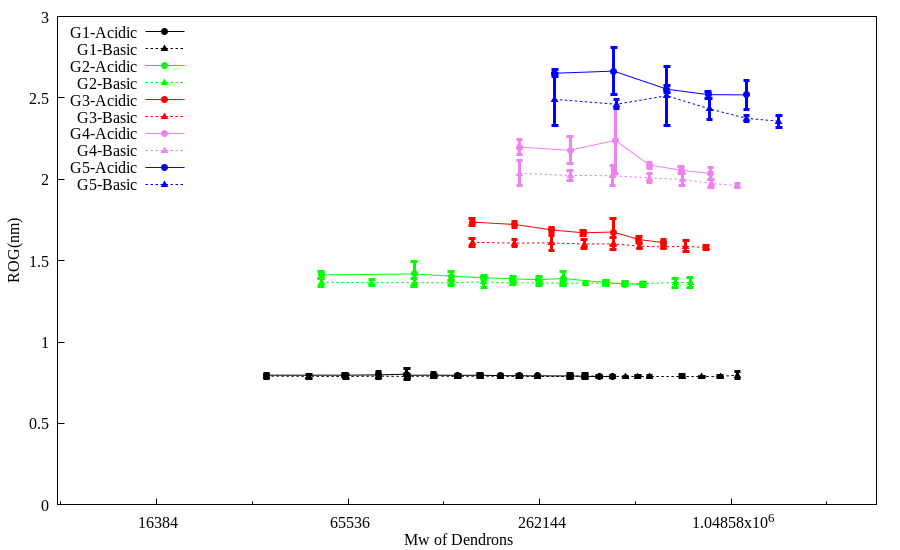 3
G1-Acidic
G1-Basic
G2-Acidic
G2-Basic
2.5
G3-Acidic
G3-Basic
G4-Acidic
G4-Basic
G5-Acidic
2
G5-Basic
ROG(nm)
1.5
1
0.5
0
16384 65536 262144 1.04858x10⁶
Mw of Dendrons